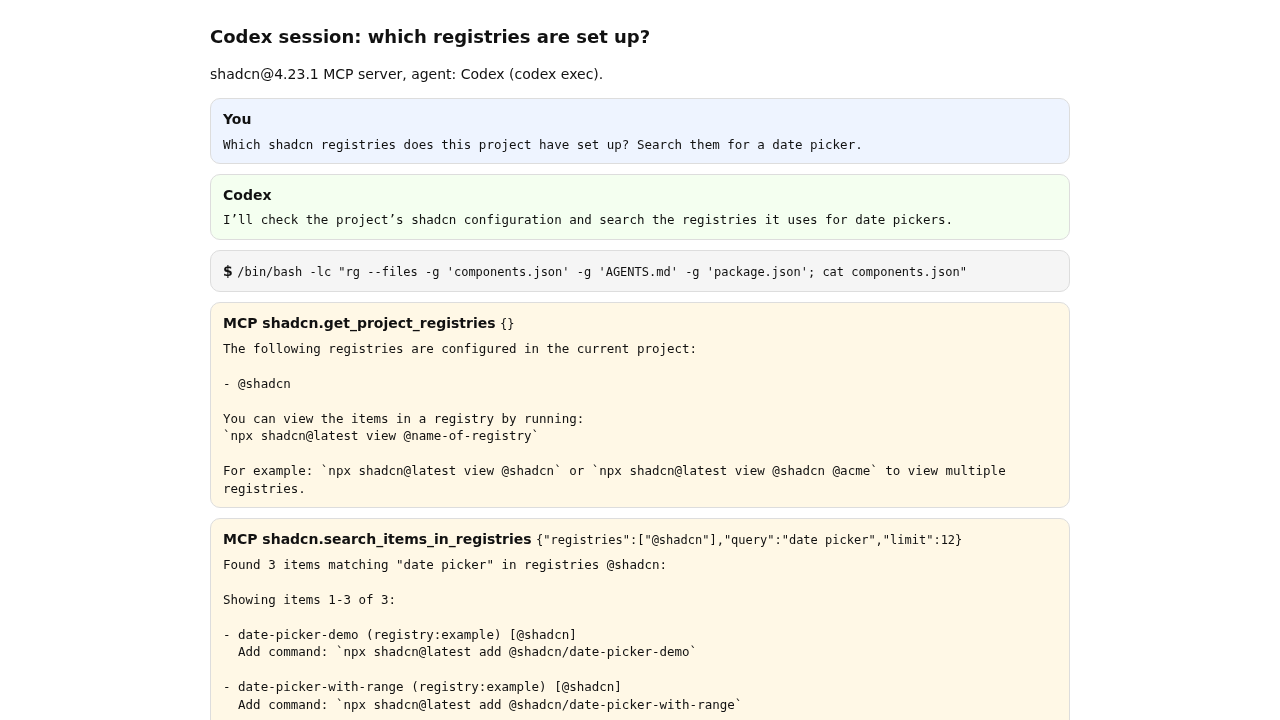 Codex session: which registries are set up?
shadcn@4.23.1 MCP server, agent: Codex (codex exec).
You
Which shadcn registries does this project have set up? Search them for a date picker.
Codex
I’ll check the project’s shadcn configuration and search the registries it uses for date pickers.
$ /bin/bash -lc "rg --files -g 'components.json' -g 'AGENTS.md' -g 'package.json'; cat components.json"
MCP shadcn.get_project_registries {}
The following registries are configured in the current project:
- @shadcn
You can view the items in a registry by running:
`npx shadcn@latest view @name-of-registry`
For example: `npx shadcn@latest view @shadcn` or `npx shadcn@latest view @shadcn @acme` to view multiple
registries.
MCP shadcn.search_items_in_registries {"registries":["@shadcn"],"query":"date picker","limit":12}
Found 3 items matching "date picker" in registries @shadcn:
Showing items 1-3 of 3:
- date-picker-demo (registry:example) [@shadcn]
Add command: `npx shadcn@latest add @shadcn/date-picker-demo`
- date-picker-with-range (registry:example) [@shadcn]
Add command: `npx shadcn@latest add @shadcn/date-picker-with-range`